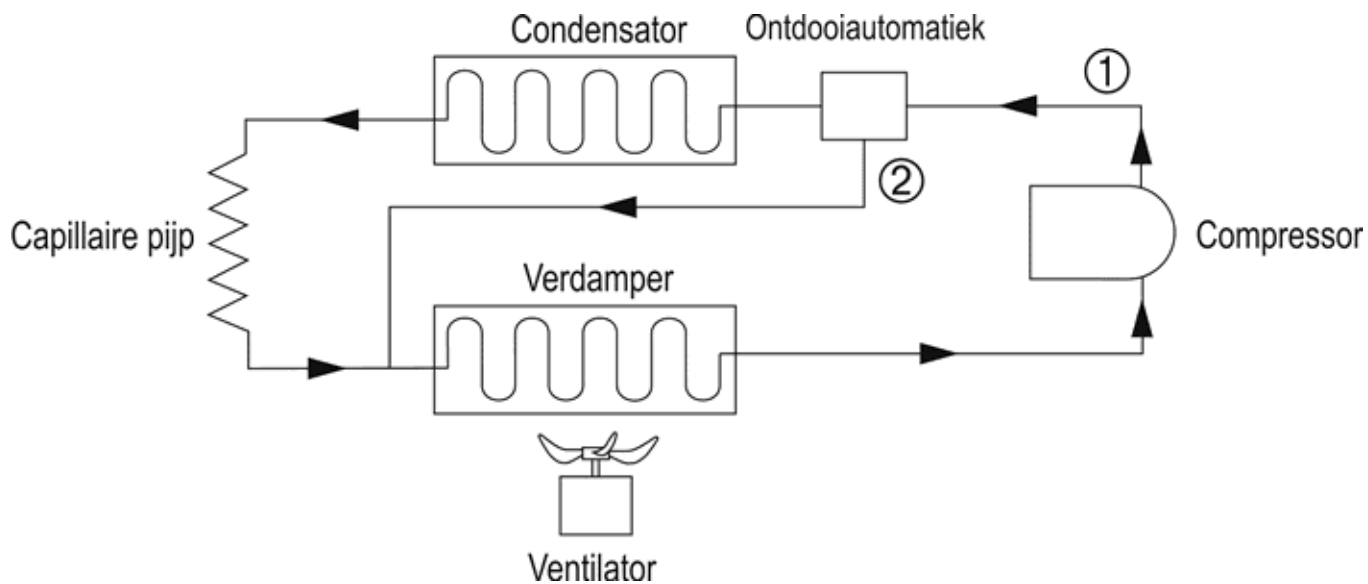 Condensator
Ontdooiautomatiek
①
②
Capillaire pijp
Compressor
Verdamper
Ventilator